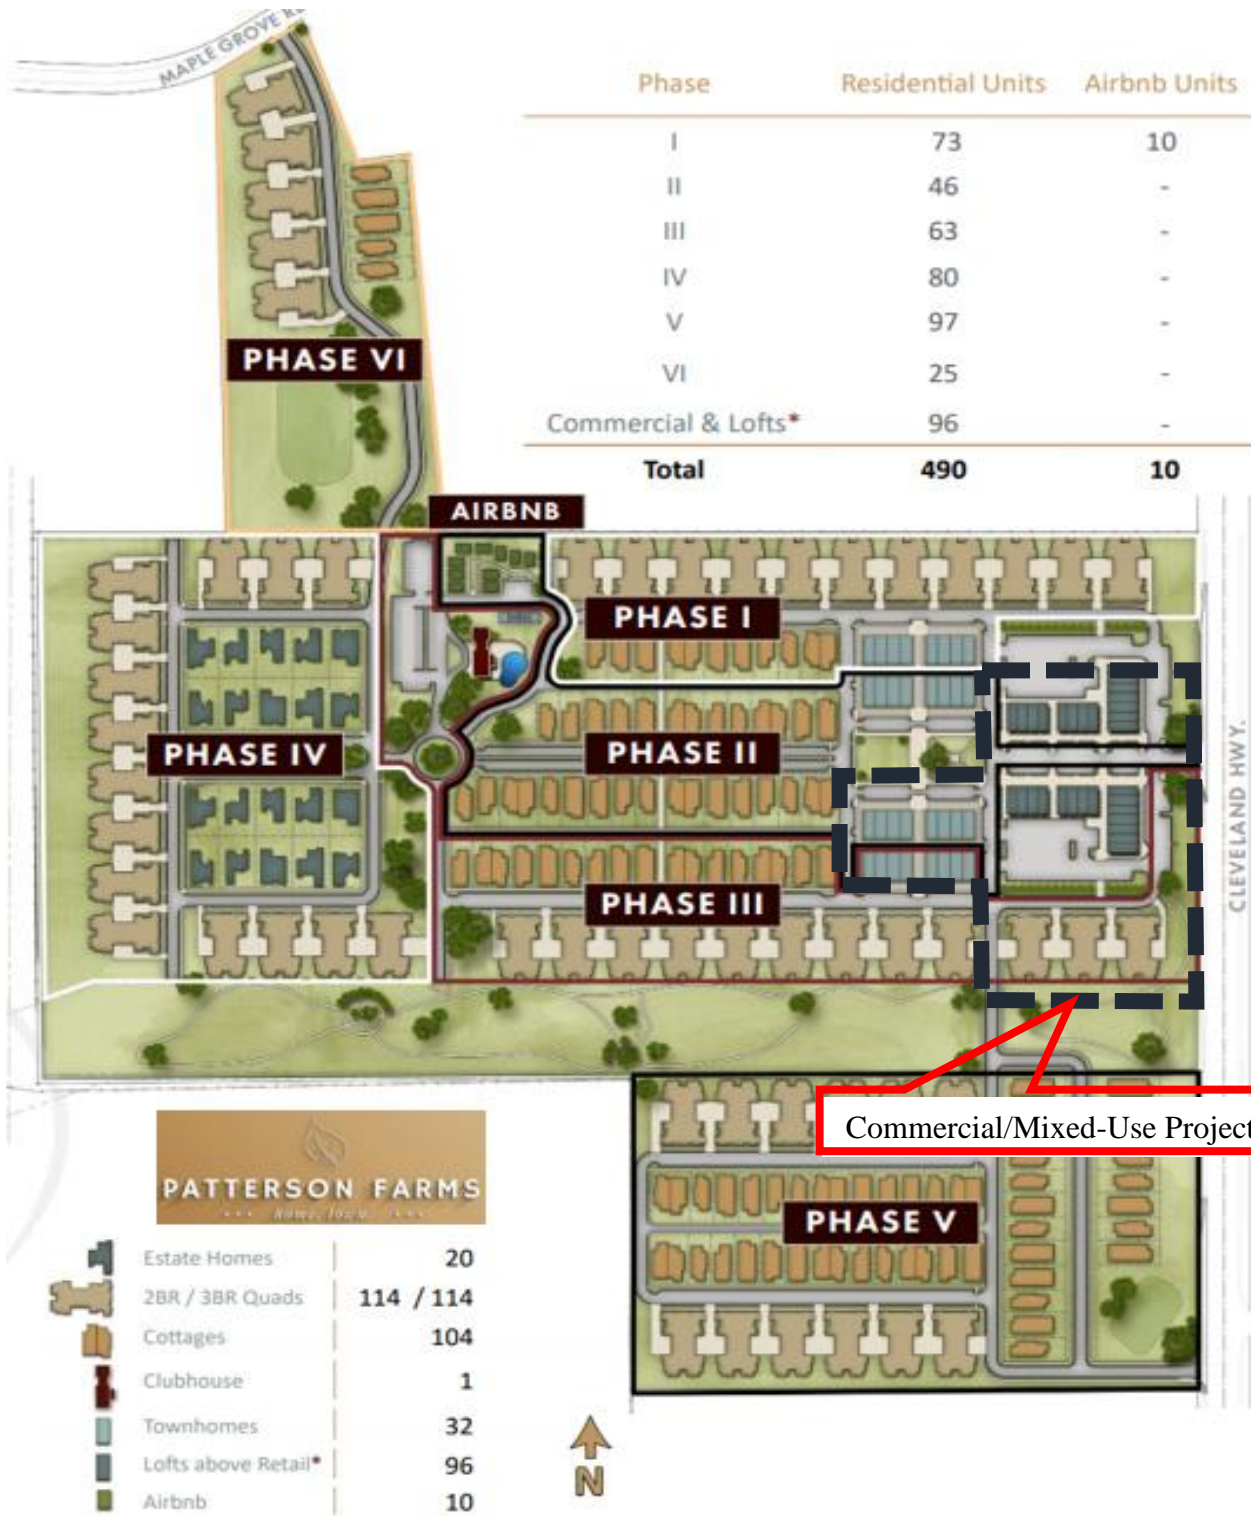 MAPLE GROVE
Phase Residential Units Airbnb Units
I 73 10
II 46 -
III 63 -
IV 80 -
V 97 -
VI 25 -
Commercial & Lofts* 96 -
Total 490 10
PHASE VI
AIRBNB
PHASE I
PHASE IV
PHASE II
PHASE III
CLEVELAND HWY.
Commercial/Mixed-Use Project
PHASE V
PATTERSON FARMS
Estate Homes 20
2BR / 3BR Quads 114 / 114
Cottages 104
Clubhouse 1
Townhomes 32
Lofts above Retail* 96
Airbnb 10
N